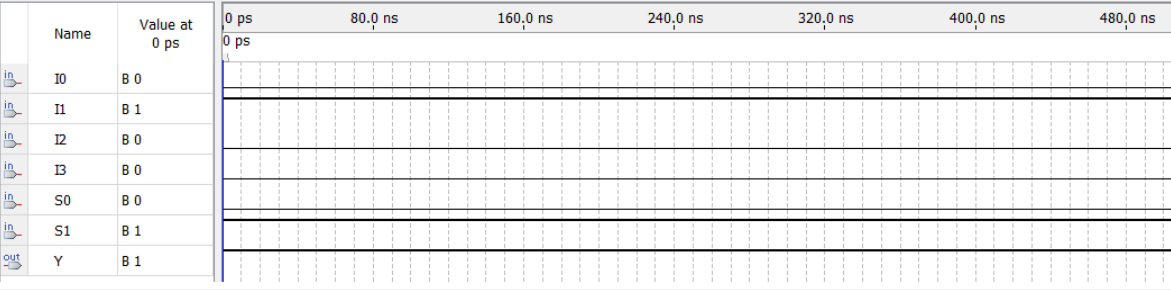 Name Value at 0 ps
0 ps 80.0 ns 160.0 ns 240.0 ns 320.0 ns 400.0 ns 480.0 ns
0 ps
in I0 B 0
in I1 B 1
in I2 B 0
in I3 B 0
in S0 B 0
in S1 B 1
out Y B 1